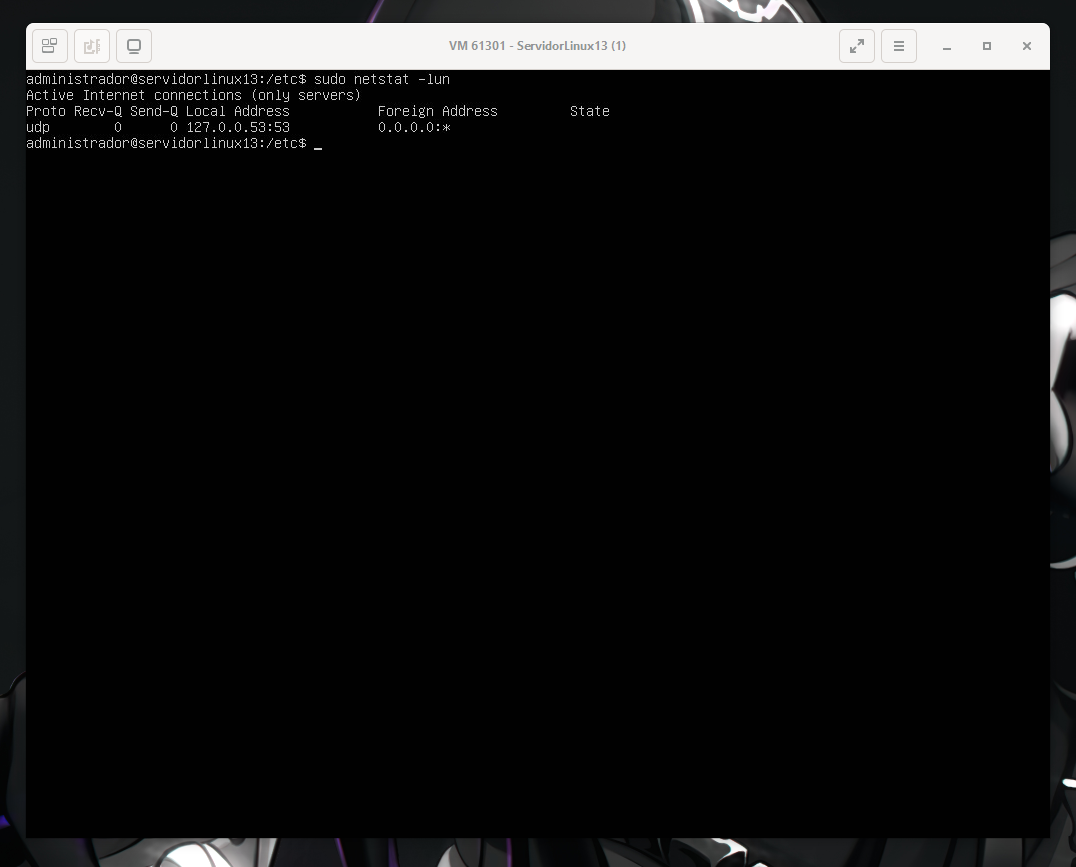 VM 61301 - ServidorLinux13 (1)
administrador@servidorlinux13:/etc$ sudo netstat -lun
Active Internet connections (only servers)
Proto Recv-Q Send-Q Local Address           Foreign Address         State
udp        0      0 127.0.0.53:53           0.0.0.0:*
administrador@servidorlinux13:/etc$ _